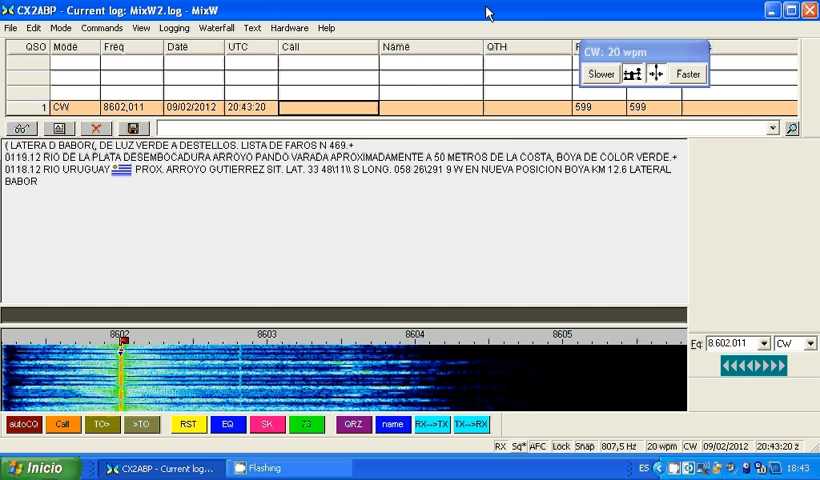 CX2ABP - Current log: MixW2.log - MixW
File Edit Mode Commands View Logging Waterfall Text Hardware Help
QSO Mode Freq Date UTC Call Name QTH
CW: 20 wpm
Slower Faster
1 CW 8602,011 09/02/2012 20:43:20 599 599
( LATERA D BABOR(, DE LUZ VERDE A DESTELLOS. LISTA DE FAROS N 469.+
0119.12 RIO DE LA PLATA DESEMBOCADURA ARROYO PANDO VARADA APROXIMADAMENTE A 50 METROS DE LA COSTA, BOYA DE COLOR VERDE.+
0118.12 RIO URUGUAY PROX. ARROYO GUTIERREZ SIT. LAT. 33 48\11\\ S LONG. 058 26\291 9 W EN NUEVA POSICION BOYA KM 12.6 LATERAL
BABOR
8602 8603 8604 8605
Fq: 8.602.011 CW
autoCQ Call TO> >TO RST EQ SK 73 QRZ name RX-->TX TX-->RX
RX Sq* AFC Lock Snap 807,5 Hz 20 wpm CW 09/02/2012 20:43:20 z
Inicio CX2ABP - Current log... Flashing ES 18:43